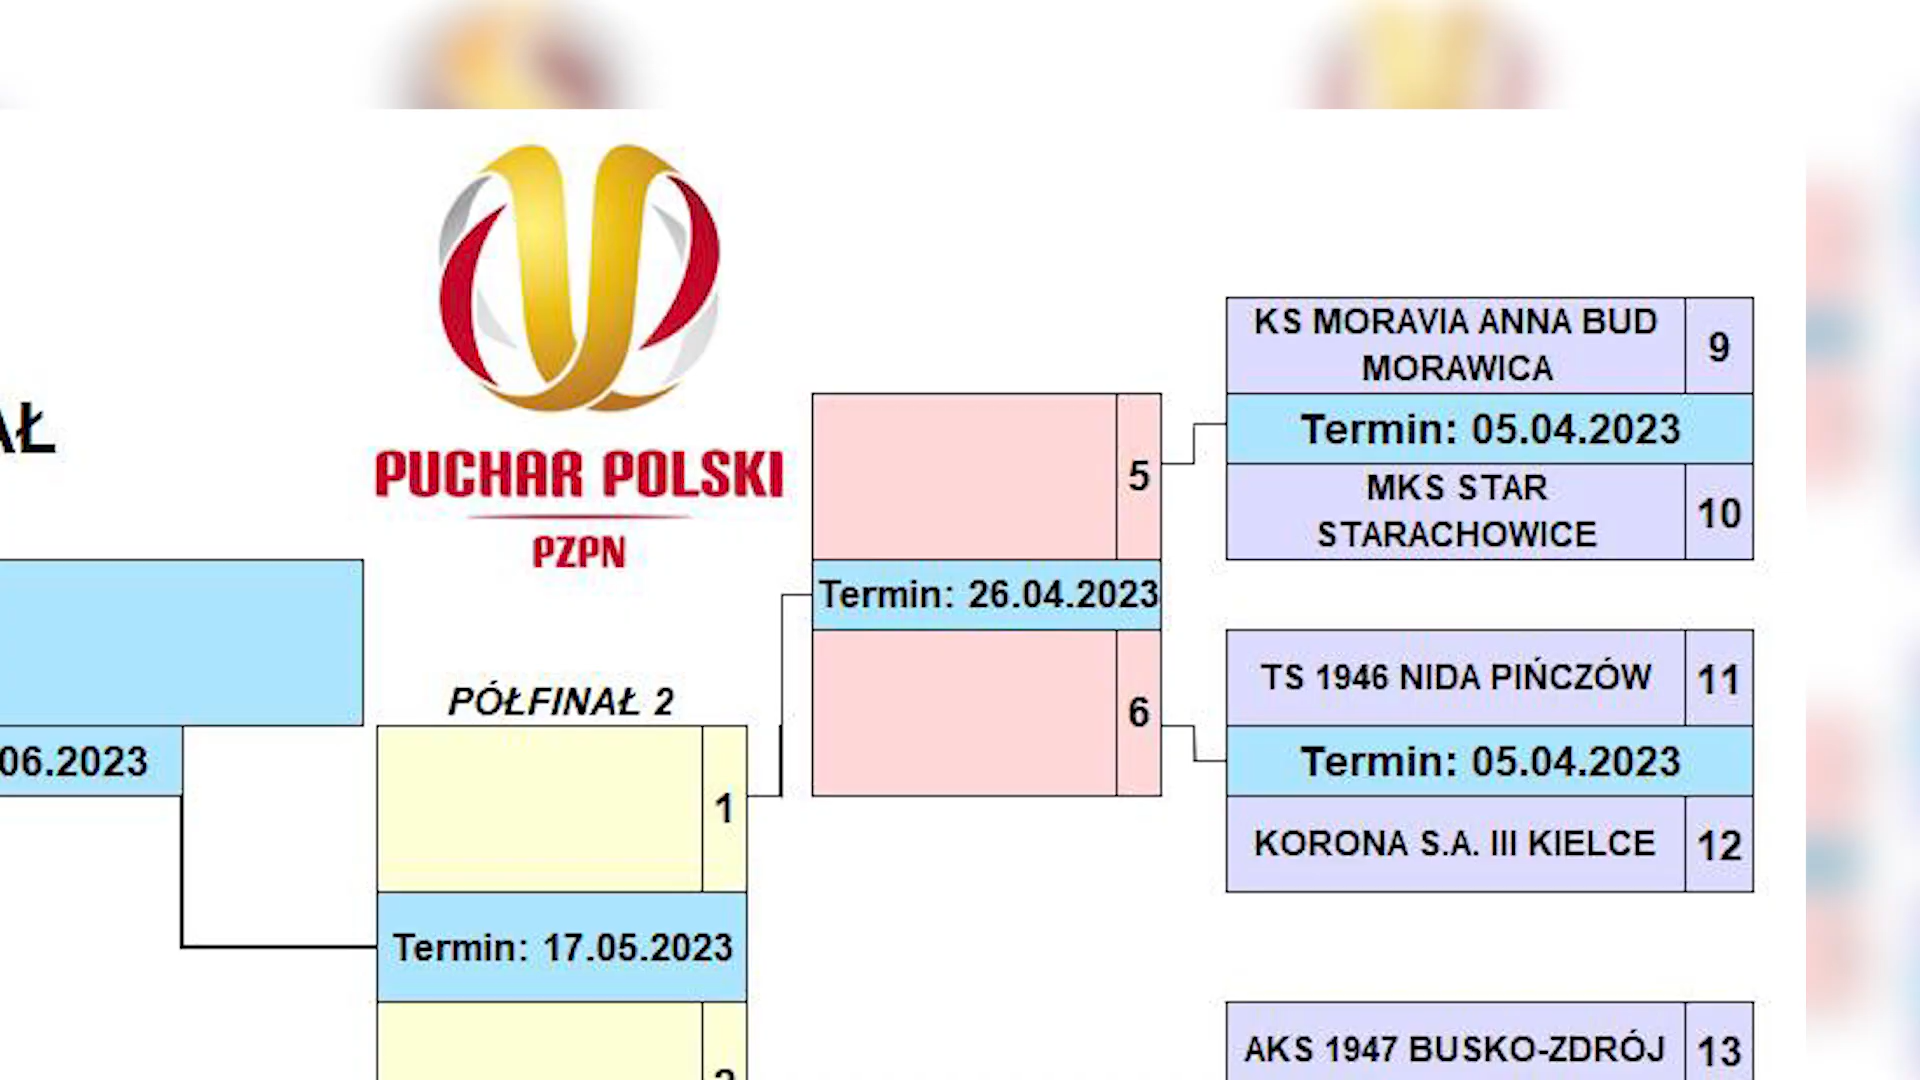 KS MORAVIA ANNA BUD
MORAWICA
9
Termin: 05.04.2023
MKS STAR
STARACHOWICE
10
5
PUCHAR POLSKI
PZPN
Termin: 26.04.2023
TS 1946 NIDA PIŃCZÓW
11
6
Termin: 05.04.2023
KORONA S.A. III KIELCE
12
PÓŁFINAŁ 2
06.2023
1
Termin: 17.05.2023
AKS 1947 BUSKO-ZDRÓJ
13